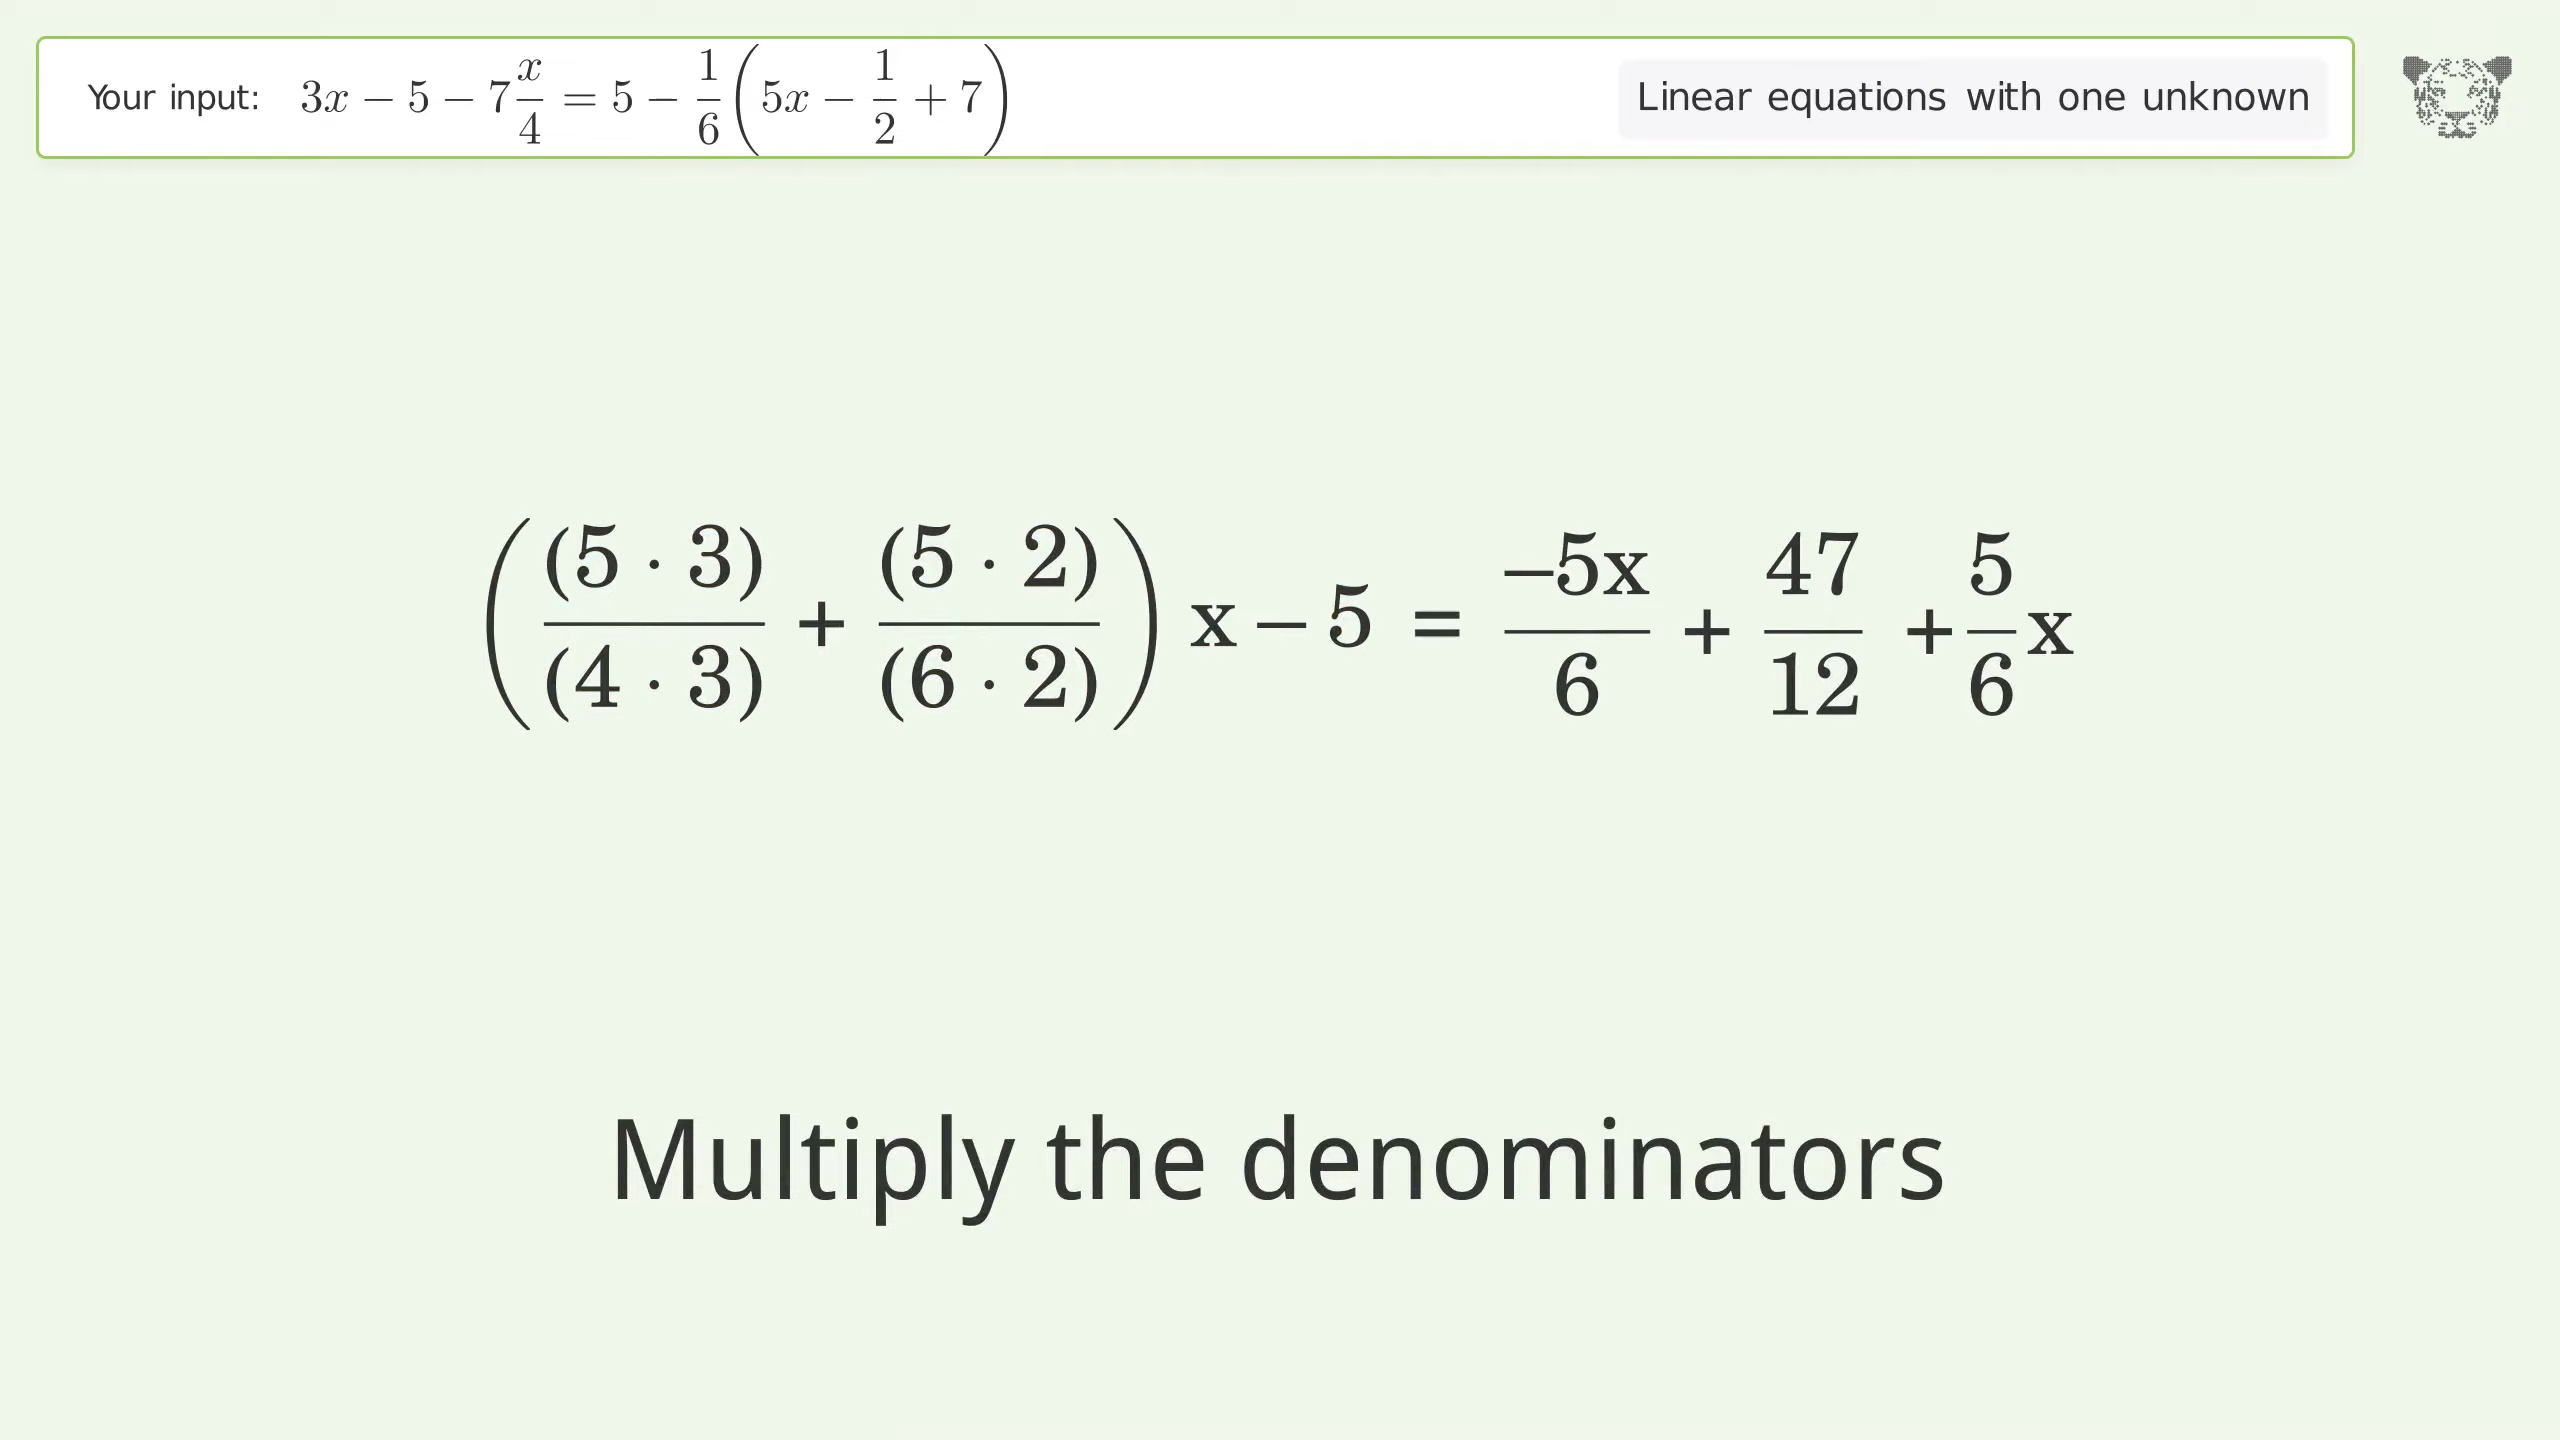 Your input: 3x − 5 − 7 x/4 = 5 − 1/6 (5x − 1/2 + 7)
Linear equations with one unknown
((5 · 3)/(4 · 3) + (5 · 2)/(6 · 2)) x − 5 = −5x/6 + 47/12 + 5/6 x
Multiply the denominators